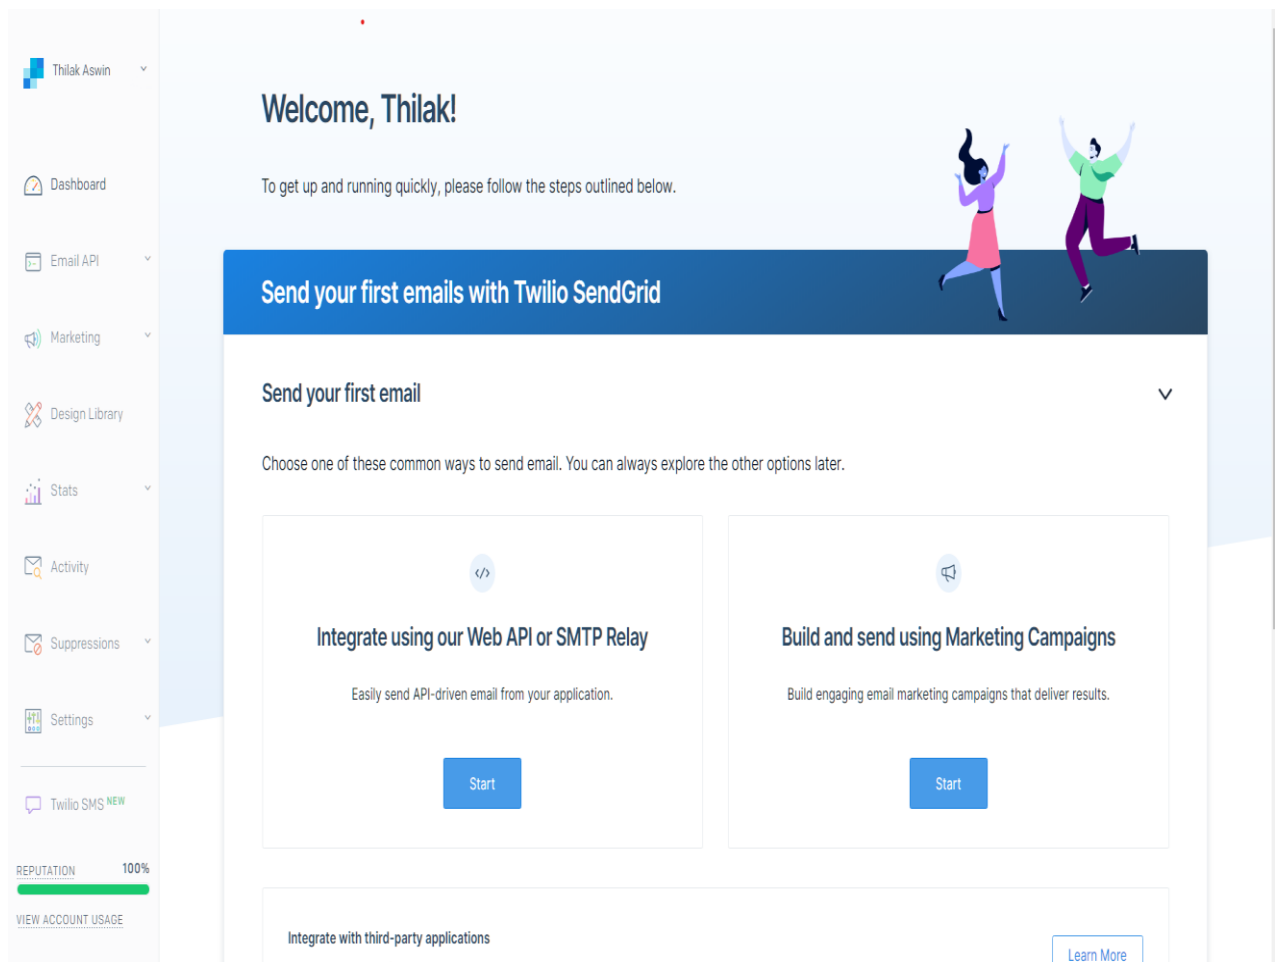 Thilak Aswin
Dashboard
Email API
Marketing
Design Library
Stats
Activity
Suppressions
Settings
Twilio SMS NEW
REPUTATION 100%
VIEW ACCOUNT USAGE
Welcome, Thilak!
To get up and running quickly, please follow the steps outlined below.
Send your first emails with Twilio SendGrid
Send your first email
Choose one of these common ways to send email. You can always explore the other options later.
</>
Integrate using our Web API or SMTP Relay
Easily send API-driven email from your application.
Start
Build and send using Marketing Campaigns
Build engaging email marketing campaigns that deliver results.
Start
Integrate with third-party applications
Learn More